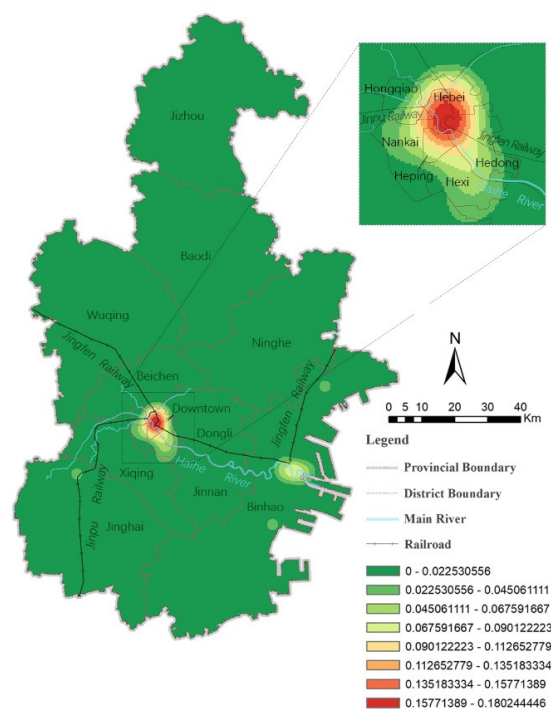 Jizhou
Baodi
Wuqing
Ninghe
Jingfen Railway
Beichen
Downtown
Dongli
Jingfen Railway
Xiqing
Haihe River
Jinnan
Jinpu Railway
Jinghai
Binhao
Hongqiao
Hebei
Jinpu Railway
Nankai
Jingfen Railway
Hedong
Heping
Hexi
Haihe River
N
0 5 10 20 30 40
Km
Legend
Provincial Boundary
District Boundary
Main River
Railroad
0 - 0.022530556
0.022530556 - 0.045061111
0.045061111 - 0.067591667
0.067591667 - 0.090122223
0.090122223 - 0.112652779
0.112652779 - 0.135183334
0.135183334 - 0.15771389
0.15771389 - 0.180244446